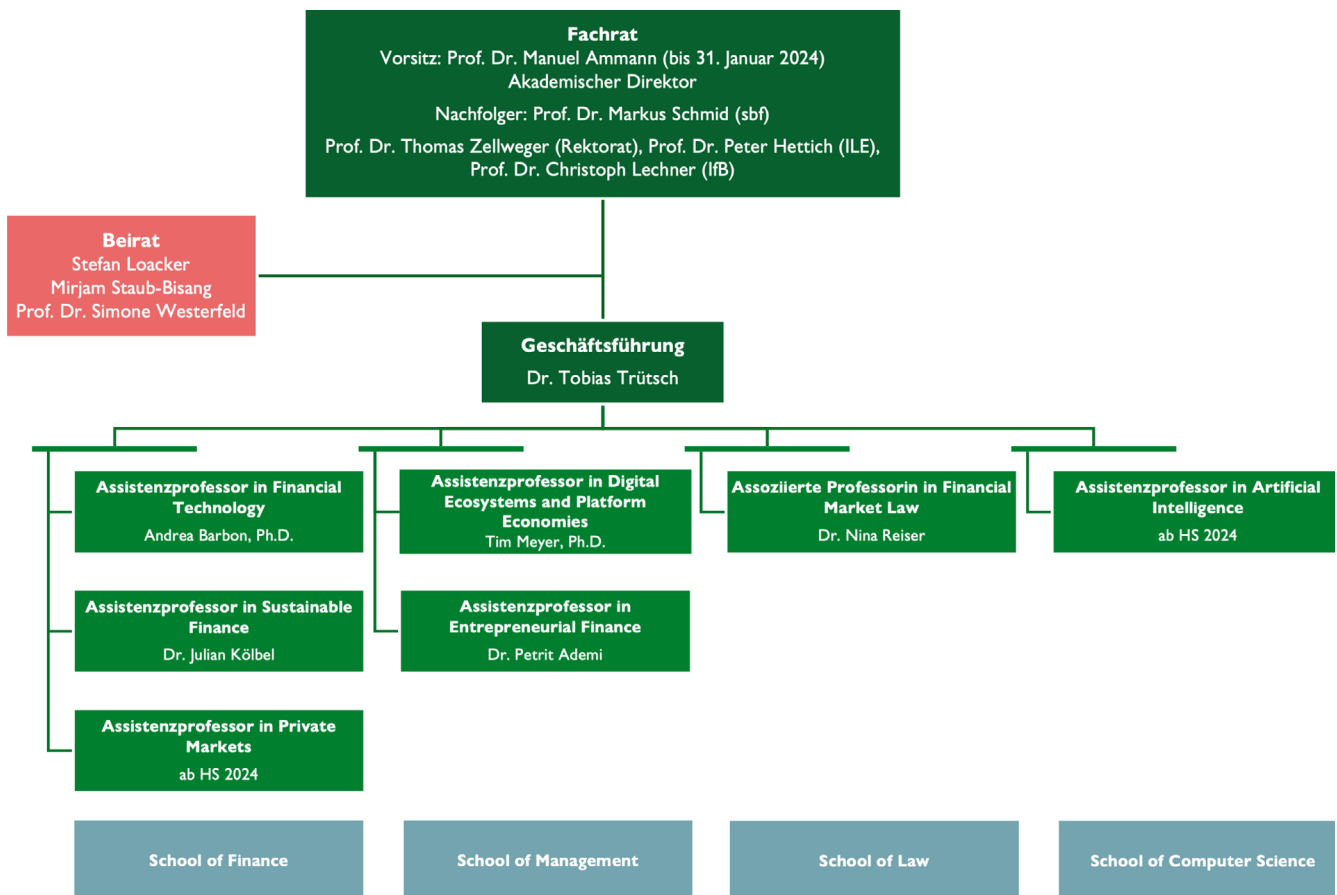 Fachrat
Vorsitz: Prof. Dr. Manuel Ammann (bis 31. Januar 2024)
Akademischer Direktor
Nachfolger: Prof. Dr. Markus Schmid (sbf)
Prof. Dr. Thomas Zellweger (Rektorat), Prof. Dr. Peter Hettich (ILE),
Prof. Dr. Christoph Lechner (IfB)
Beirat
Stefan Loacker
Mirjam Staub-Bisang
Prof. Dr. Simone Westerfeld
Geschäftsführung
Dr. Tobias Trütsch
Assistenzprofessor in Financial
Technology
Andrea Barbon, Ph.D.
Assistenzprofessor in Sustainable
Finance
Dr. Julian Kölbel
Assistenzprofessor in Private
Markets
ab HS 2024
School of Finance
Assistenzprofessor in Digital
Ecosystems and Platform
Economies
Tim Meyer, Ph.D.
Assistenzprofessor in
Entrepreneurial Finance
Dr. Petrit Ademi
School of Management
Assoziierte Professorin in Financial
Market Law
Dr. Nina Reiser
School of Law
Assistenzprofessor in Artificial
Intelligence
ab HS 2024
School of Computer Science